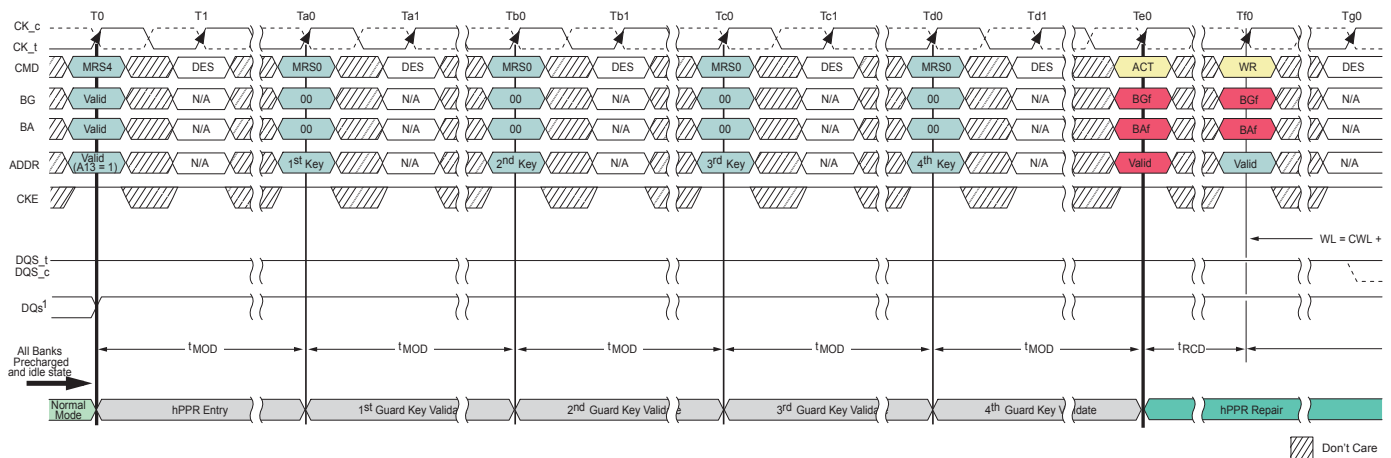 T0 T1 Ta0 Ta1 Tb0 Tb1 Tc0 Tc1 Td0 Td1 Te0 Tf0 Tg0
CK_c
CK_t
CMD MRS4 DES MRS0 DES MRS0 DES MRS0 DES MRS0 DES ACT WR DES
BG Valid N/A 00 N/A 00 N/A 00 N/A 00 N/A BGf BGf N/A
BA Valid N/A 00 N/A 00 N/A 00 N/A 00 N/A BAf BAf N/A
ADDR Valid (A13 = 1) N/A 1st Key N/A 2nd Key N/A 3rd Key N/A 4th Key N/A Valid Valid N/A
CKE
WL = CWL +
DQS_t
DQS_c
DQs1
tMOD tMOD tMOD tMOD tMOD tRCD
All Banks
Precharged
and idle state
Normal Mode hPPR Entry 1st Guard Key Valida 2nd Guard Key Valid e 3rd Guard Key Valida 4th Guard Key V idate hPPR Repair
Don't Care